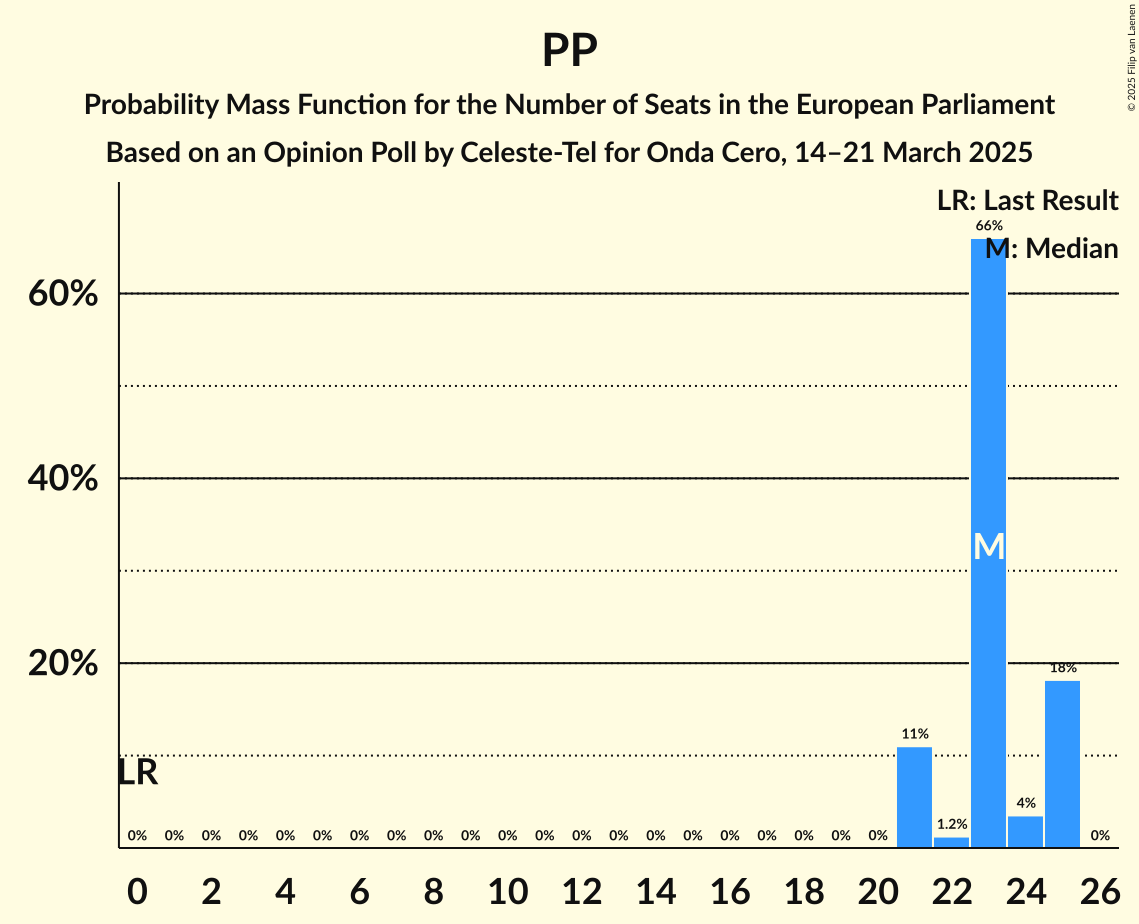 PP
Probability Mass Function for the Number of Seats in the European Parliament
Based on an Opinion Poll by Celeste-Tel for Onda Cero, 14–21 March 2025
© 2025 Filip van Laenen
LR: Last Result
M: Median
66%
60%
40%
M
20%
18%
11%
LR
4%
1.2%
0% 0% 0% 0% 0% 0% 0% 0% 0% 0% 0% 0% 0% 0% 0% 0% 0% 0% 0% 0% 0% 0%
0 2 4 6 8 10 12 14 16 18 20 22 24 26